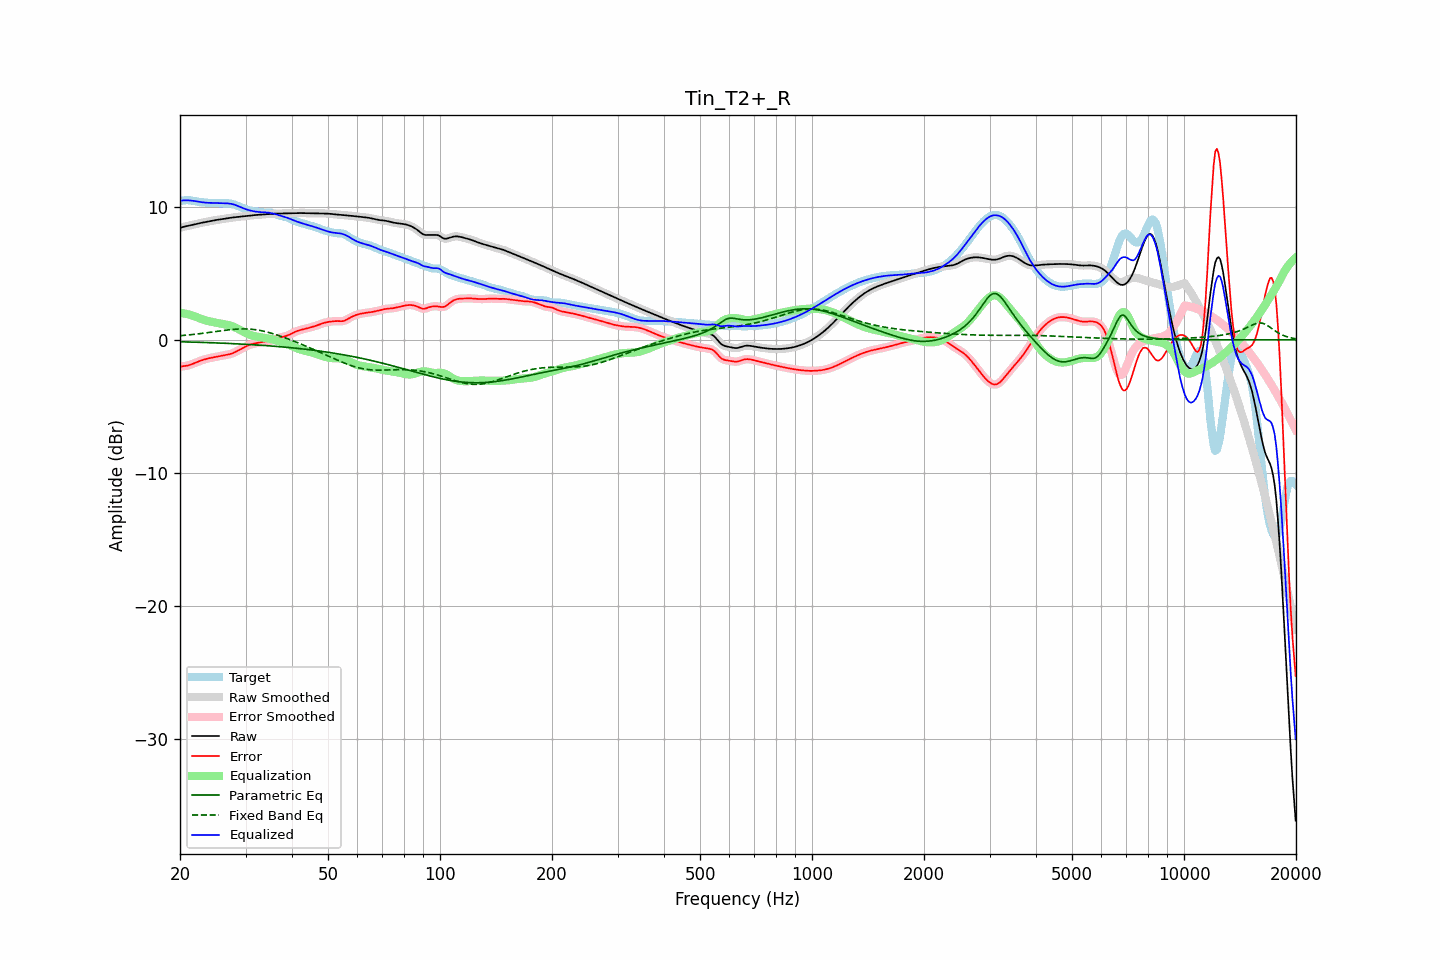 Tin_T2+_R
10
0
−10
−20
−30
Amplitude (dBr)
Target
Raw Smoothed
Error Smoothed
Raw
Error
Equalization
Parametric Eq
Fixed Band Eq
Equalized
20 50 100 200 500 1000 2000 5000 10000 20000
Frequency (Hz)